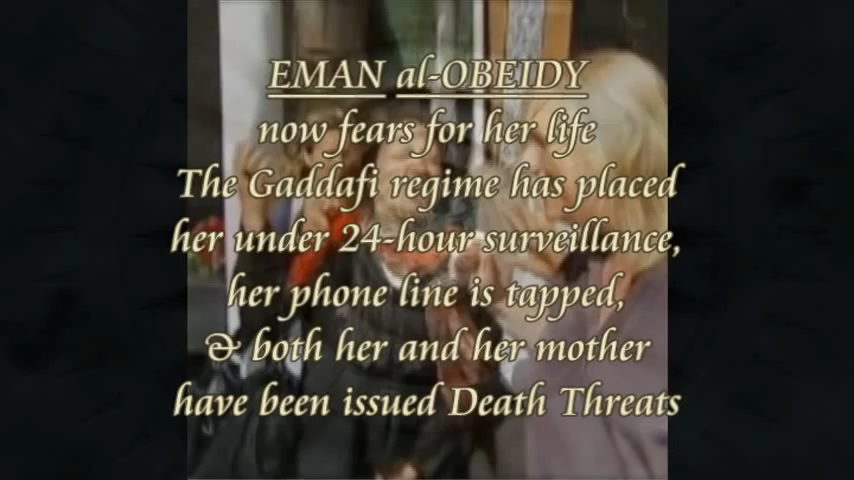 EMAN al-OBEIDY
now fears for her life
The Gaddafi regime has placed
her under 24-hour surveillance,
her phone line is tapped,
& both her and her mother
have been issued Death Threats